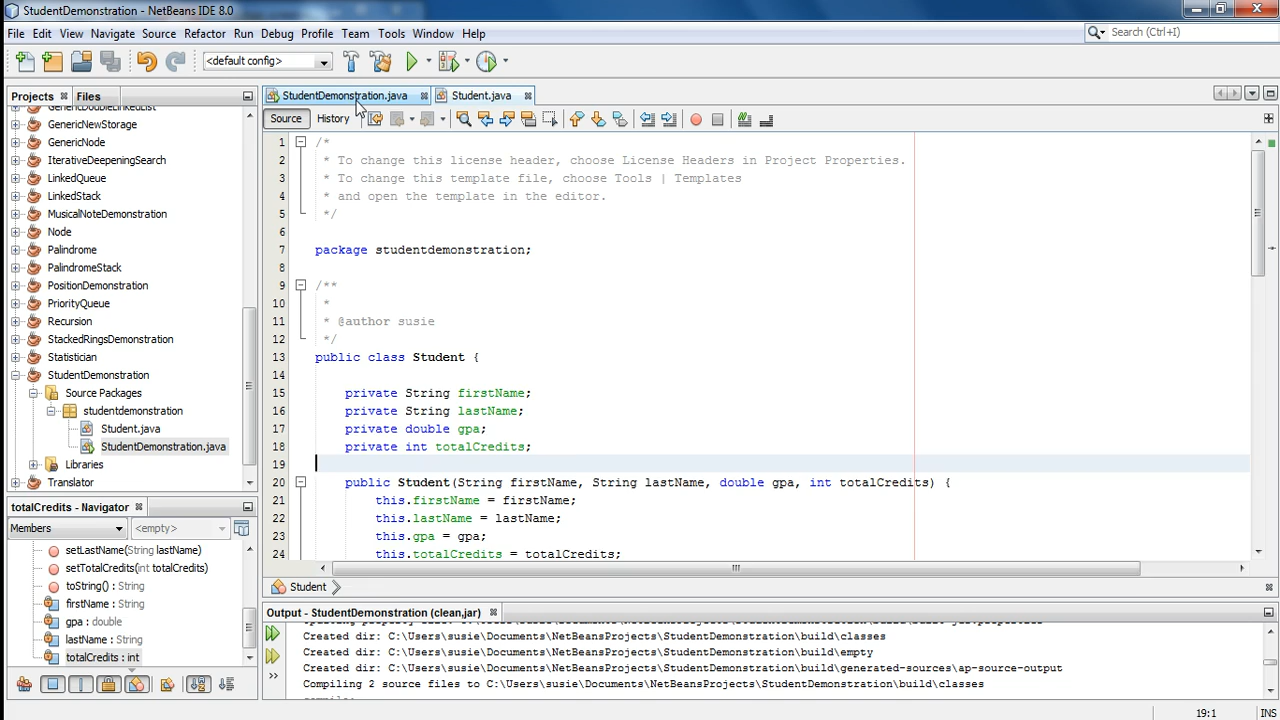 StudentDemonstration - NetBeans IDE 8.0
File Edit View Navigate Source Refactor Run Debug Profile Team Tools Window Help
Search (Ctrl+I)
<default config>
Projects Files
StudentDemonstration.java Student.java
Source History
GenericDoubleLinkedList
GenericNewStorage
GenericNode
IterativeDeepeningSearch
LinkedQueue
LinkedStack
MusicalNoteDemonstration
Node
Palindrome
PalindromeStack
PositionDemonstration
PriorityQueue
Recursion
StackedRingsDemonstration
Statistician
StudentDemonstration
Source Packages
studentdemonstration
Student.java
StudentDemonstration.java
Libraries
Translator
1 /*
2 * To change this license header, choose License Headers in Project Properties.
3 * To change this template file, choose Tools | Templates
4 * and open the template in the editor.
5 */
6
7 package studentdemonstration;
8
9 /**
10 *
11 * @author susie
12 */
13 public class Student {
14
15 private String firstName;
16 private String lastName;
17 private double gpa;
18 private int totalCredits;
19
20 public Student(String firstName, String lastName, double gpa, int totalCredits) {
21 this.firstName = firstName;
22 this.lastName = lastName;
23 this.gpa = gpa;
24 this.totalCredits = totalCredits;
Student
totalCredits - Navigator
Members <empty>
setLastName(String lastName)
setTotalCredits(int totalCredits)
toString() : String
firstName : String
gpa : double
lastName : String
totalCredits : int
Output - StudentDemonstration (clean,jar)
Created dir: C:\Users\susie\Documents\NetBeansProjects\StudentDemonstration\build\classes
Created dir: C:\Users\susie\Documents\NetBeansProjects\StudentDemonstration\build\empty
Created dir: C:\Users\susie\Documents\NetBeansProjects\StudentDemonstration\build\generated-sources\ap-source-output
Compiling 2 source files to C:\Users\susie\Documents\NetBeansProjects\StudentDemonstration\build\classes
19:1 INS